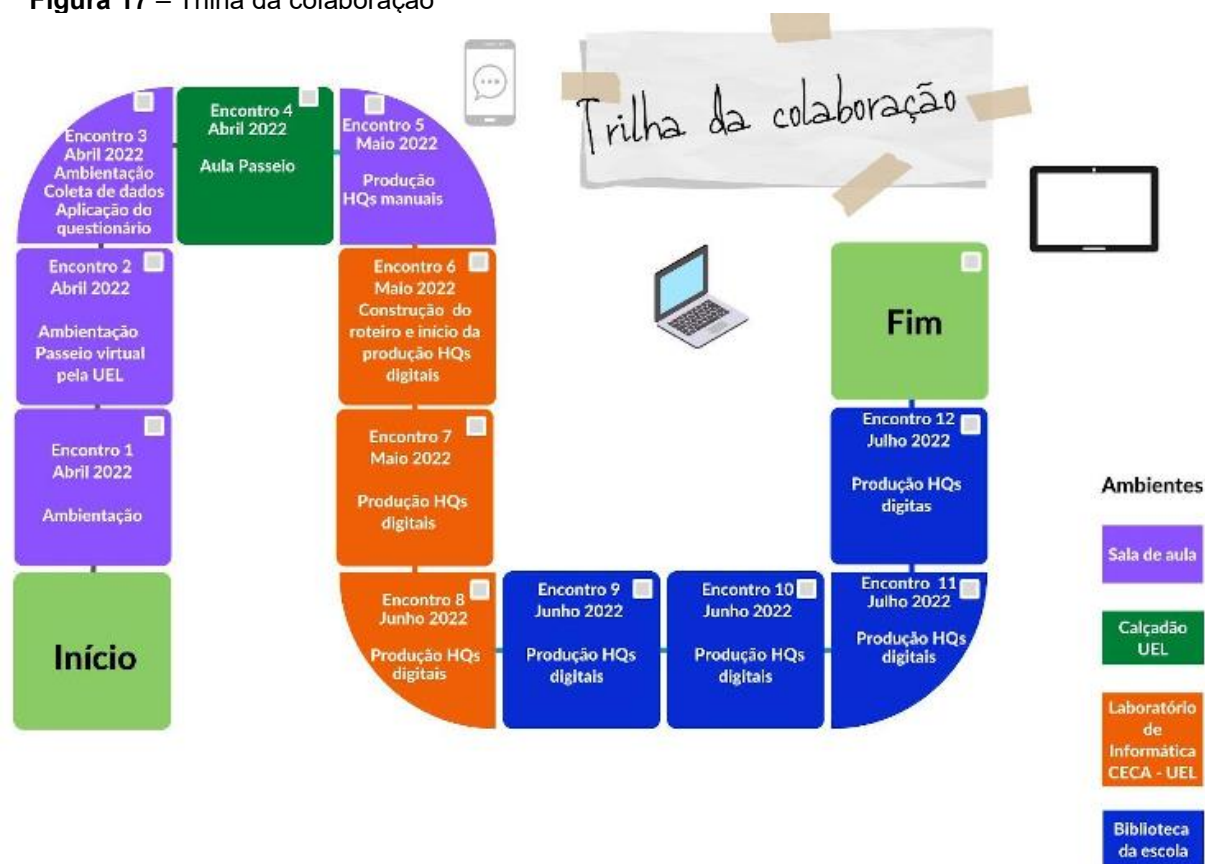 Figura 17 – Trilha da colaboração
Trilha da colaboração
Início
Encontro 1
Abril 2022
Ambientação
Encontro 2
Abril 2022
Ambientação
Passeio virtual
pela UEL
Encontro 3
Abril 2022
Ambientação
Coleta de dados
Aplicação do
questionário
Encontro 4
Abril 2022
Aula Passeio
Encontro 5
Maio 2022
Produção
HQs manuais
Encontro 6
Maio 2022
Construção do
roteiro e início da
produção HQs
digitais
Encontro 7
Maio 2022
Produção HQs
digitais
Encontro 8
Junho 2022
Produção HQs
digitais
Encontro 9
Junho 2022
Produção HQs
digitais
Encontro 10
Junho 2022
Produção HQs
digitais
Encontro 11
Julho 2022
Produção HQs
digitais
Encontro 12
Julho 2022
Produção HQs
digitas
Fim
Ambientes
Sala de aula
Calçadão
UEL
Laboratório
de
Informática
CECA - UEL
Biblioteca
da escola